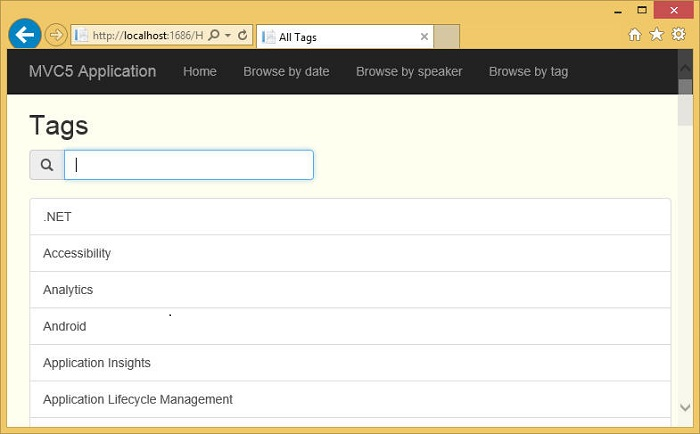 http://localhost:1686/H
All Tags
MVC5 Application Home Browse by date Browse by speaker Browse by tag
Tags
.NET
Accessibility
Analytics
Android
Application Insights
Application Lifecycle Management